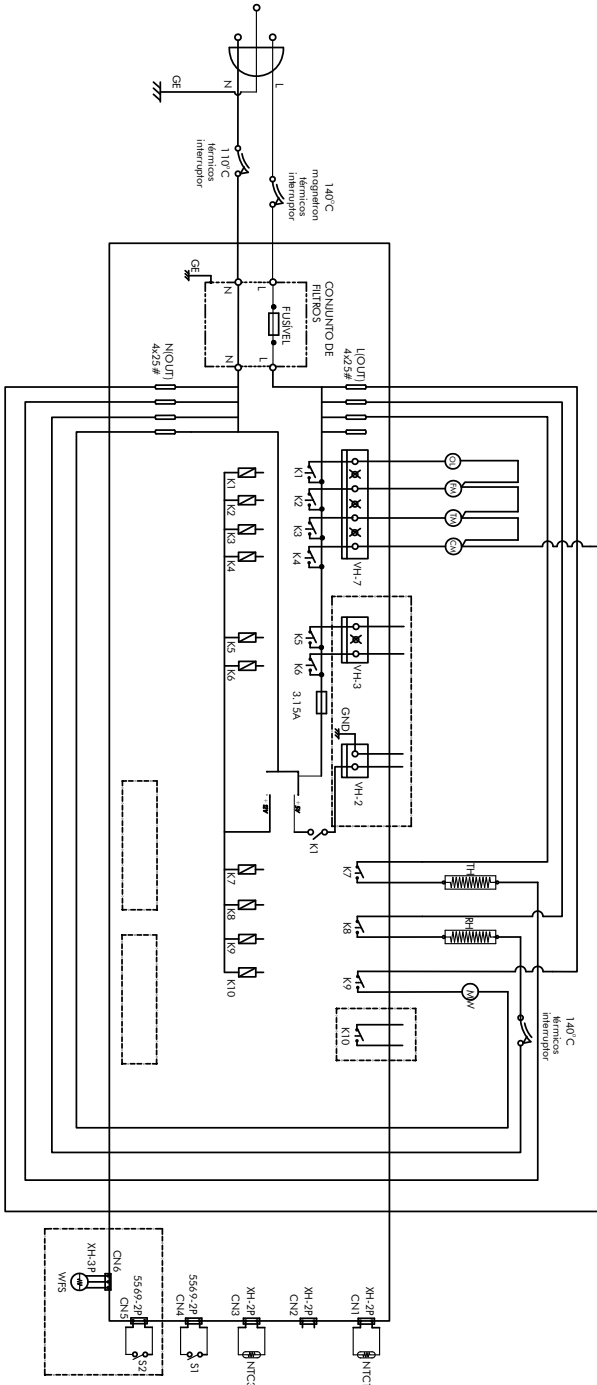 GE
N
L
140°C
magnetron
térmicos
interruptor
110°C
térmicos
interruptor
CONJUNTO DE
FILTROS
FUSÍVEL
L
N
GE
L
N
L(OUT)
4x25#
N(OUT)
4x25#
OL
FM
TM
CM
VH-7
K1
K2
K3
K4
K1
K2
K3
K4
VH-3
K5
K6
K5
K6
3.15A
GND
VH-2
K1
TH
RH
MW
K7
K8
K9
K10
K7
K8
K9
K10
140°C
térmicos
interruptor
XH-2P
CN1
XH-2P
CN2
XH-2P
CN3
NTC3
5569-2P
CN4
S1
5569-2P
CN5
S2
CN6
XH-3P
WFS